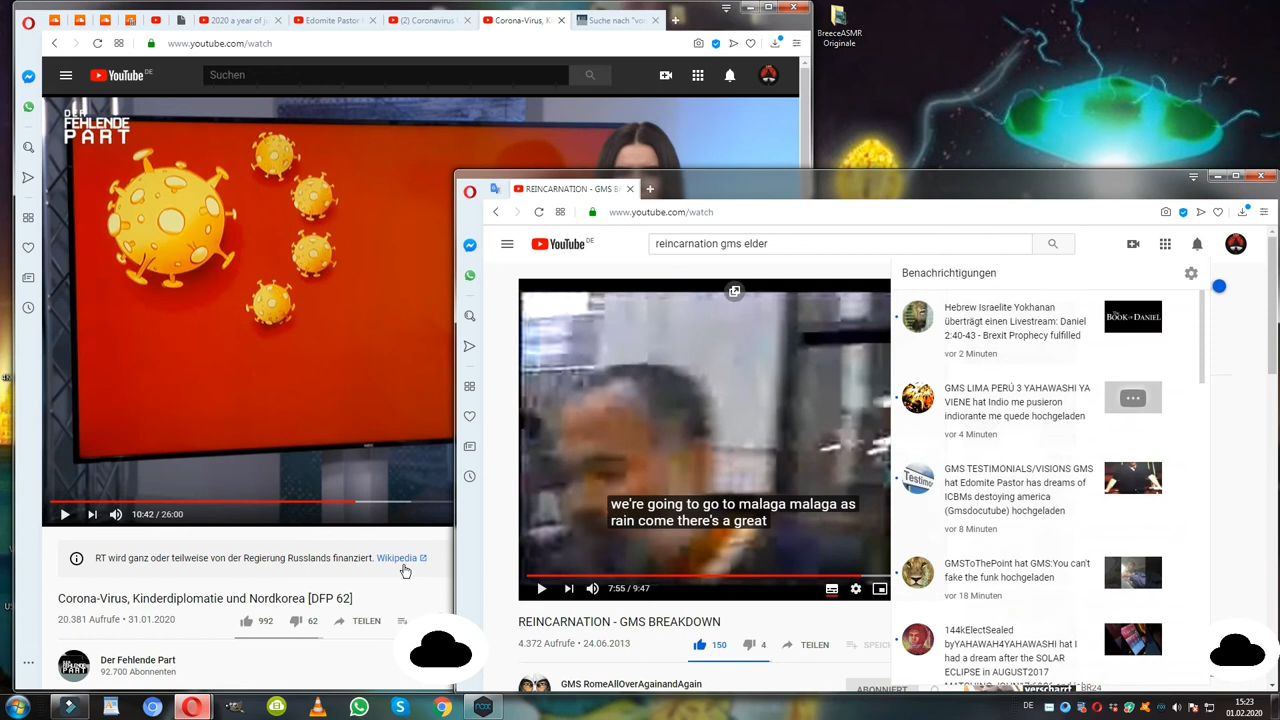 2020 a year of j
Edomite Pastor
(2) Coronavirus
Corona-Virus, K
Suche nach "vo
BreeceASMR
Originale
www.youtube.com/watch
YouTube DE
Suchen
DER
FEHLENDE
PART
10:42 / 26:00
RT wird ganz oder teilweise von der Regierung Russlands finanziert. Wikipedia
Corona-Virus, Kinderdiplomatie und Nordkorea [DFP 62]
20.381 Aufrufe • 31.01.2020
992
62
TEILEN
Der Fehlende Part
92.700 Abonnenten
REINCARNATION - GMS B
www.youtube.com/watch
YouTube DE
reincarnation gms elder
we're going to go to malaga malaga as
rain come there's a great
7:55 / 9:47
REINCARNATION - GMS BREAKDOWN
4.372 Aufrufe • 24.06.2013
150
4
TEILEN
SPEICH
GMS RomeAllOverAgainandAgain
ABONNIERT
Benachrichtigungen
Hebrew Israelite Yokhanan
überträgt einen Livestream: Daniel
2:40-43 - Brexit Prophecy fulfilled
vor 2 Minuten
BOOK OF DANIEL
GMS LIMA PERÚ 3 YAHAWASHI YA
VIENE hat Indio me pusieron
indiorante me quede hochgeladen
vor 4 Minuten
Testimo
GMS TESTIMONIALS/VISIONS GMS
hat Edomite Pastor has dreams of
ICBMs destoying america
(Gmsdocutube) hochgeladen
vor 8 Minuten
GMSToThePoint hat GMS:You can't
fake the funk hochgeladen
vor 18 Minuten
144kElectSealed
byYAHAWAH4YAHAWASHI hat I
had a dream after the SOLAR
ECLIPSE in AUGUST2017
verscharrt
BR24
DE
15:23
01.02.2020